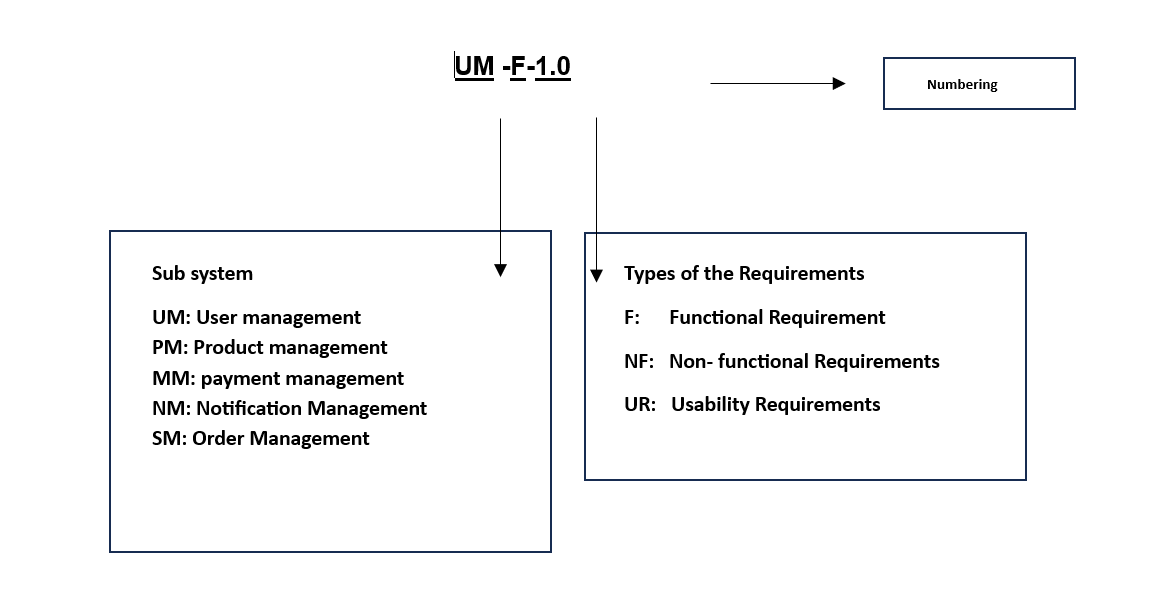 UM -F-1.0
Numbering
Sub system
UM: User management
PM: Product management
MM: payment management
NM: Notification Management
SM: Order Management
Types of the Requirements
F: Functional Requirement
NF: Non- functional Requirements
UR: Usability Requirements